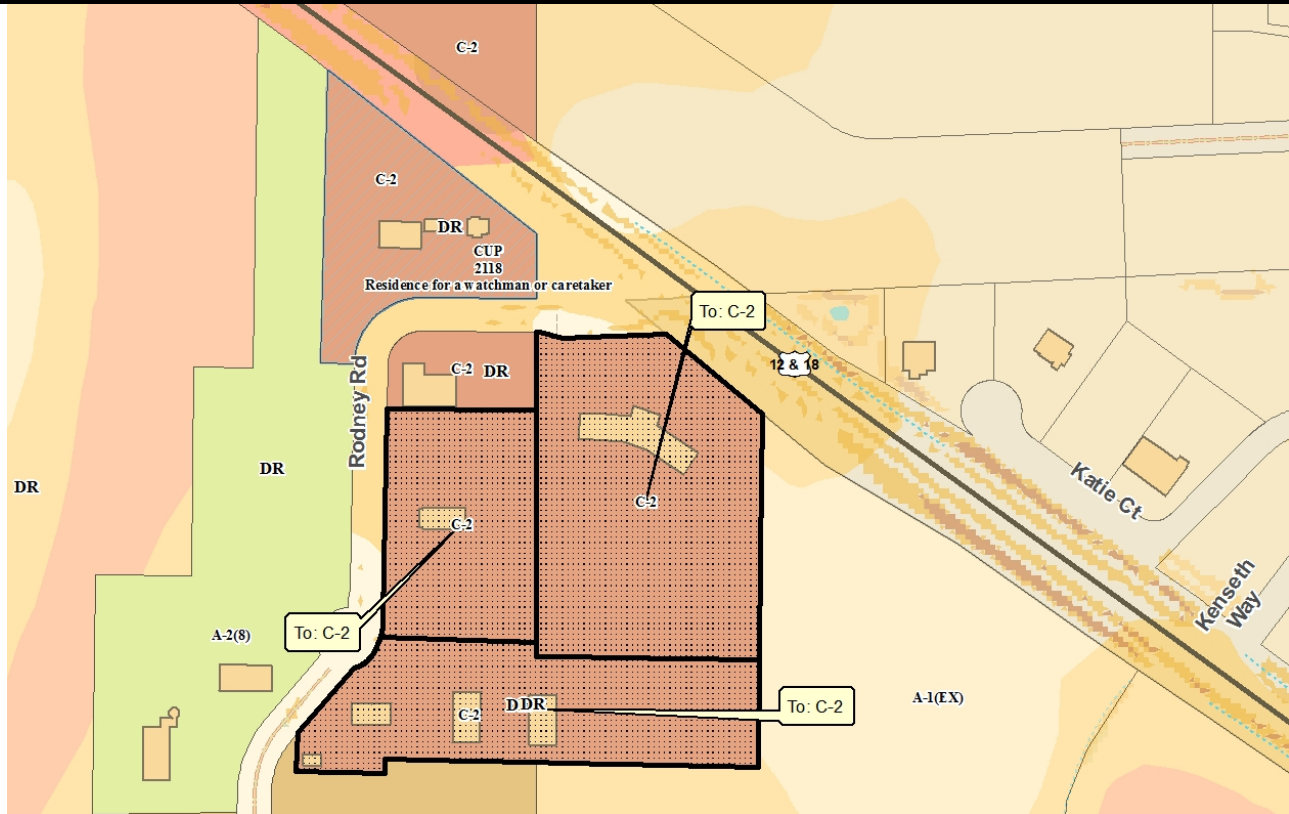 C-2
C-2
DR
CUP
2118
Residence for a watchman or caretaker
To: C-2
12 & 18
Rodney Rd
C-2 DR
DR
DR
Katie Ct
C-2
C-2
Kenseth
Way
To: C-2
A-2(8)
A-1(EX)
C-2
D DR
To: C-2